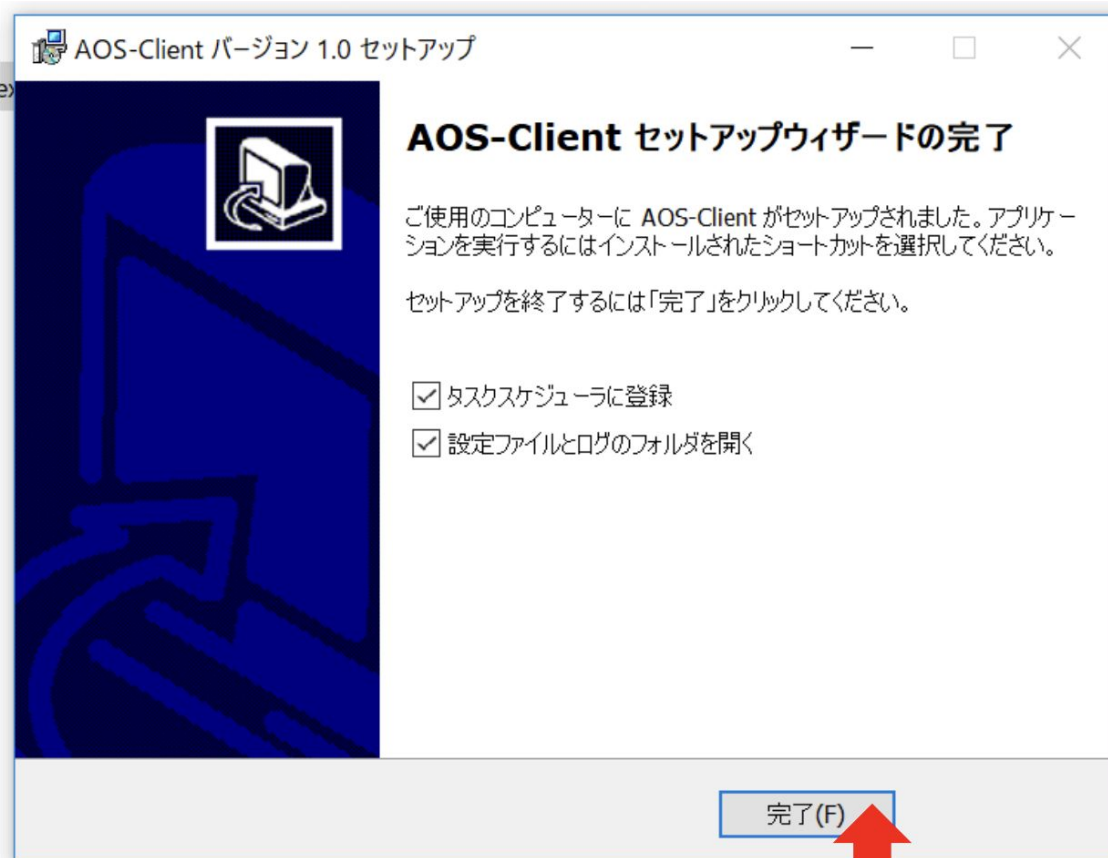 AOS-Client バージョン 1.0 セットアップ
AOS-Client セットアップウィザードの完了
ご使用のコンピューターに AOS-Client がセットアップされました。アプリケー
ションを実行するにはインストールされたショートカットを選択してください。
セットアップを終了するには「完了」をクリックしてください。
タスクスケジューラに登録
設定ファイルとログのフォルダを開く
完了(F)